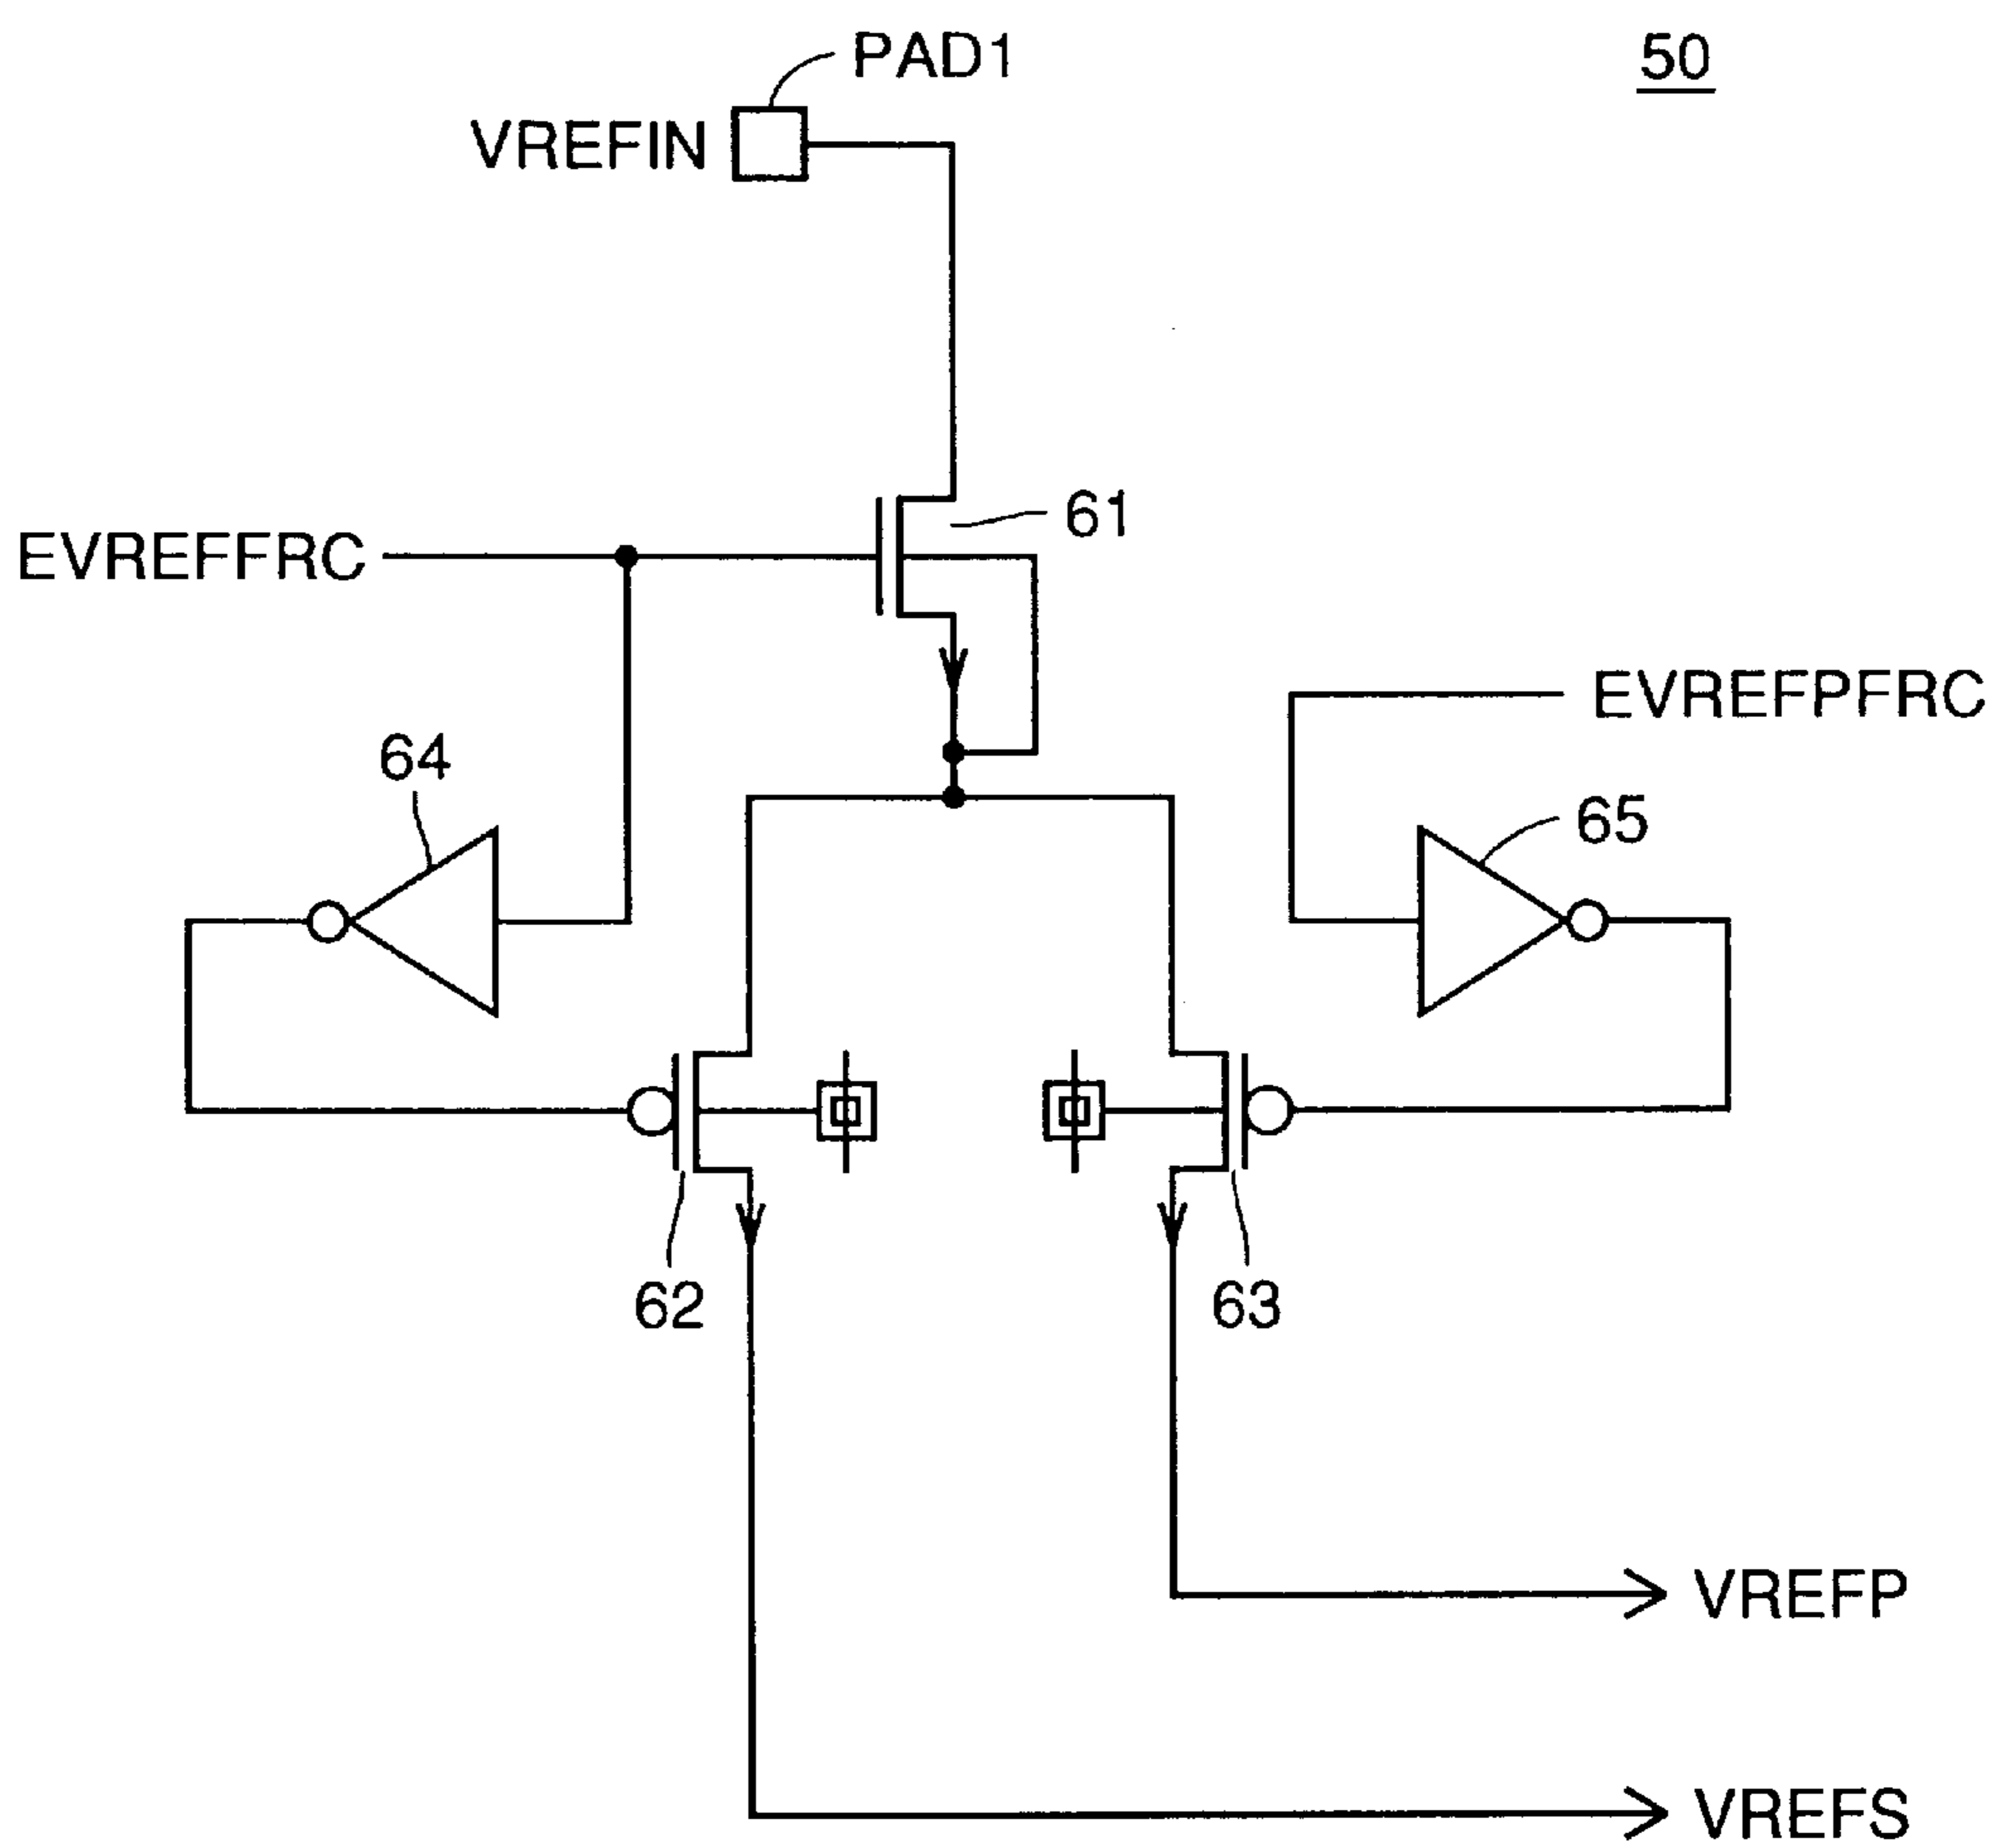 PAD1
50
VREFIN
61
EVREFFRC
EVREFPFRC
64
65
62
63
VREFP
VREFS